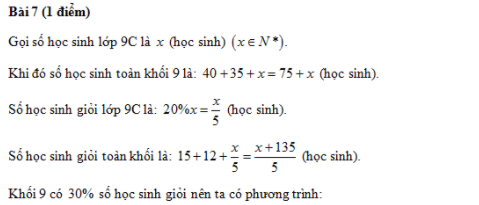 Bài 7 (1 điểm)
Gọi số học sinh lớp 9C là x (học sinh) (x ∈ N*).
Khi đó số học sinh toàn khối 9 là: 40 + 35 + x = 75 + x (học sinh).
Số học sinh giỏi lớp 9C là: 20%x = x/5 (học sinh).
Số học sinh giỏi toàn khối là: 15 + 12 + x/5 = (x + 135)/5 (học sinh).
Khối 9 có 30% số học sinh giỏi nên ta có phương trình: